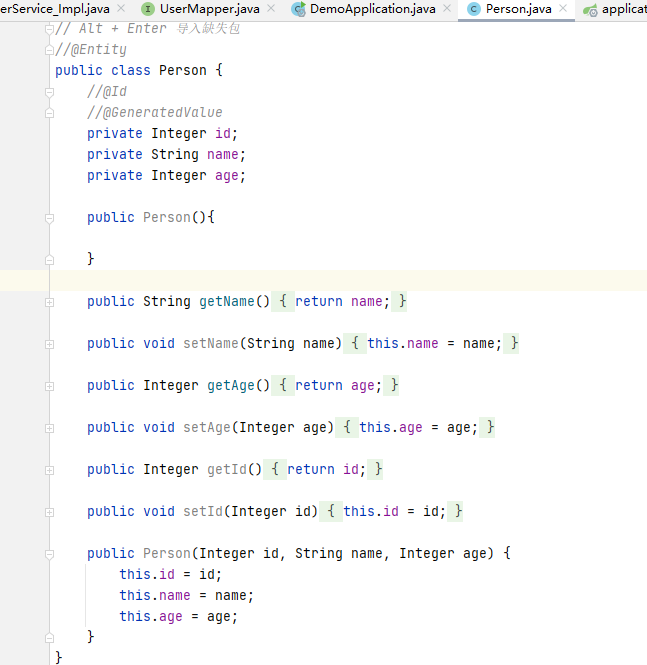 erService_Impl.java × UserMapper.java × DemoApplication.java × Person.java × applicat
// Alt + Enter 导入缺失包
//@Entity
public class Person {
//@Id
//@GeneratedValue
private Integer id;
private String name;
private Integer age;
public Person(){
}
public String getName() { return name; }
public void setName(String name) { this.name = name; }
public Integer getAge() { return age; }
public void setAge(Integer age) { this.age = age; }
public Integer getId() { return id; }
public void setId(Integer id) { this.id = id; }
public Person(Integer id, String name, Integer age) {
this.id = id;
this.name = name;
this.age = age;
}
}